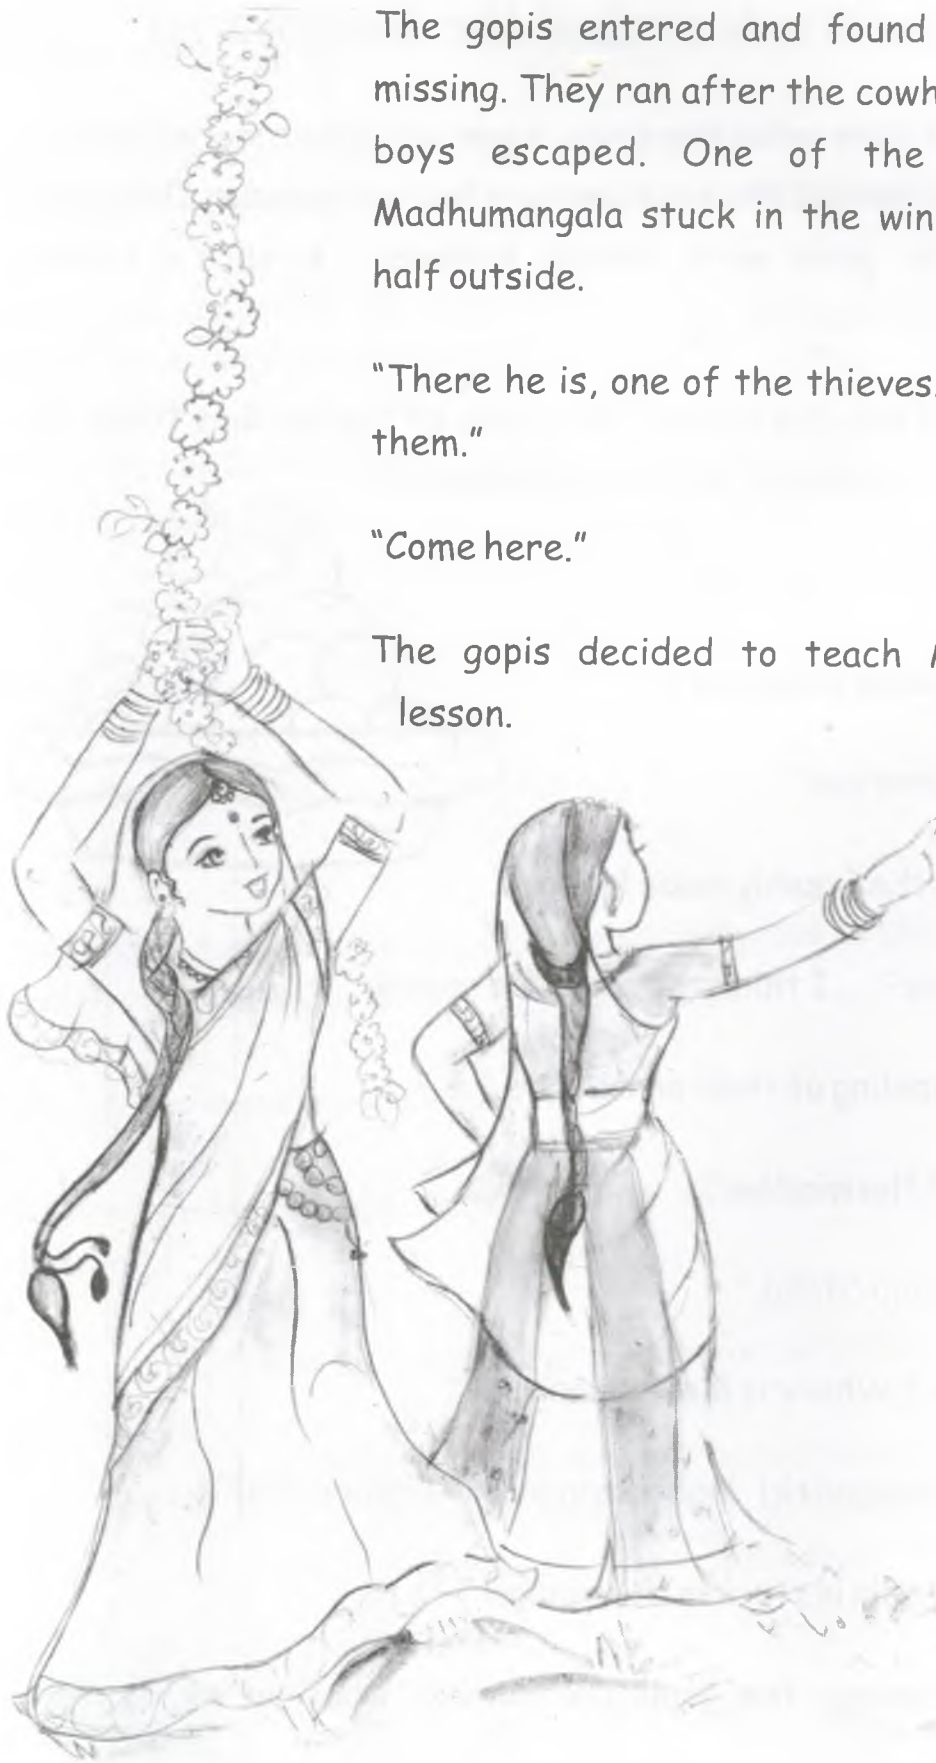 The gopis entered and found
missing. They ran after the cowh
boys escaped. One of the
Madhumangala stuck in the win
half outside.
"There he is, one of the thieves.
them."
"Come here."
The gopis decided to teach
lesson.